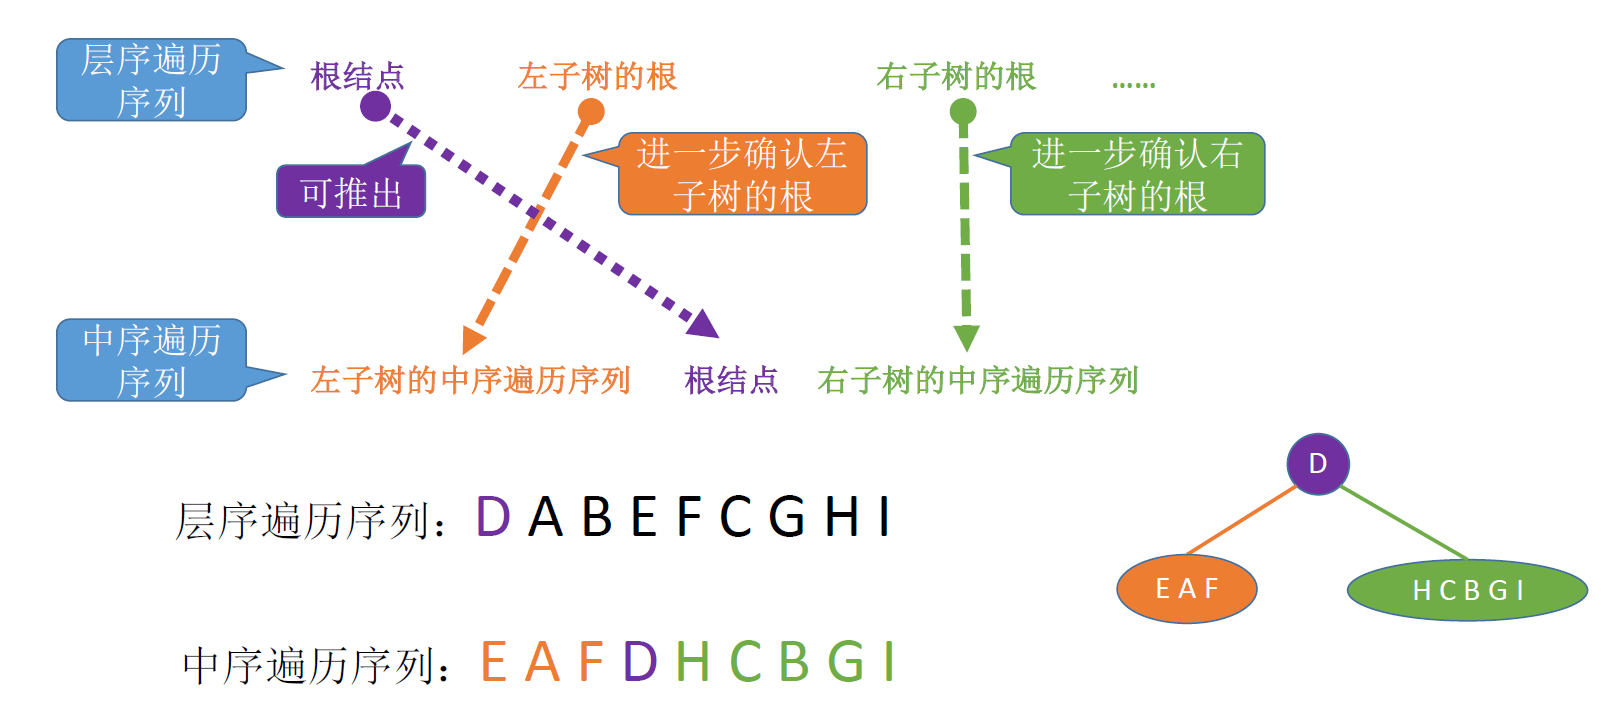 层序遍历
序列
根结点
左子树的根
右子树的根
……
可推出
进一步确认左
子树的根
进一步确认右
子树的根
中序遍历
序列
左子树的中序遍历序列
根结点
右子树的中序遍历序列
D
层序遍历序列：D A B E F C G H I
E A F
H C B G I
中序遍历序列：E A F D H C B G I